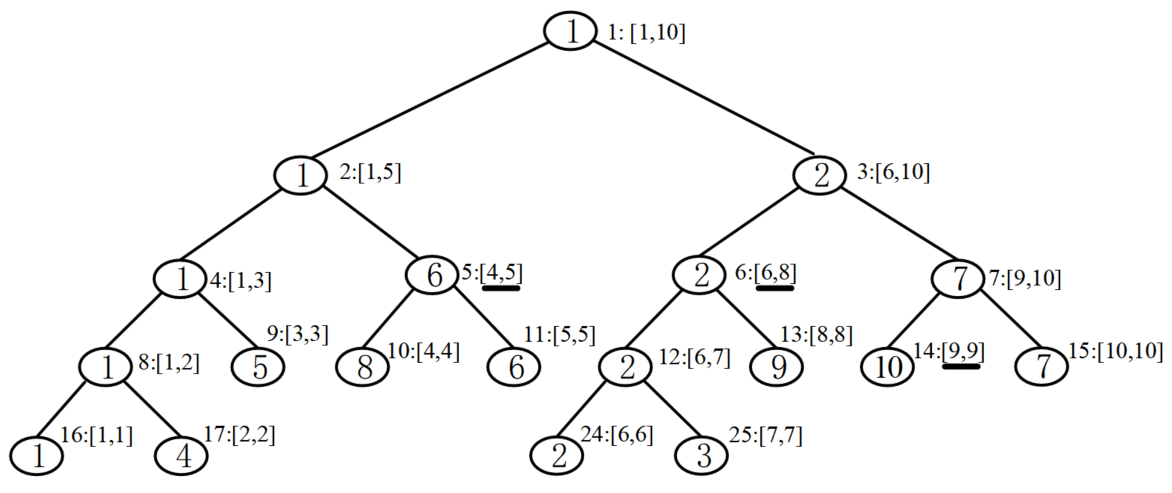 1 1: [1,10]
1 2:[1,5] 2 3:[6,10]
1 4:[1,3] 6 5:[4,5] 2 6:[6,8] 7 7:[9,10]
1 8:[1,2] 5 9:[3,3] 8 10:[4,4] 6 11:[5,5] 2 12:[6,7] 9 13:[8,8] 10 14:[9,9] 7 15:[10,10]
1 16:[1,1] 4 17:[2,2] 2 24:[6,6] 3 25:[7,7]